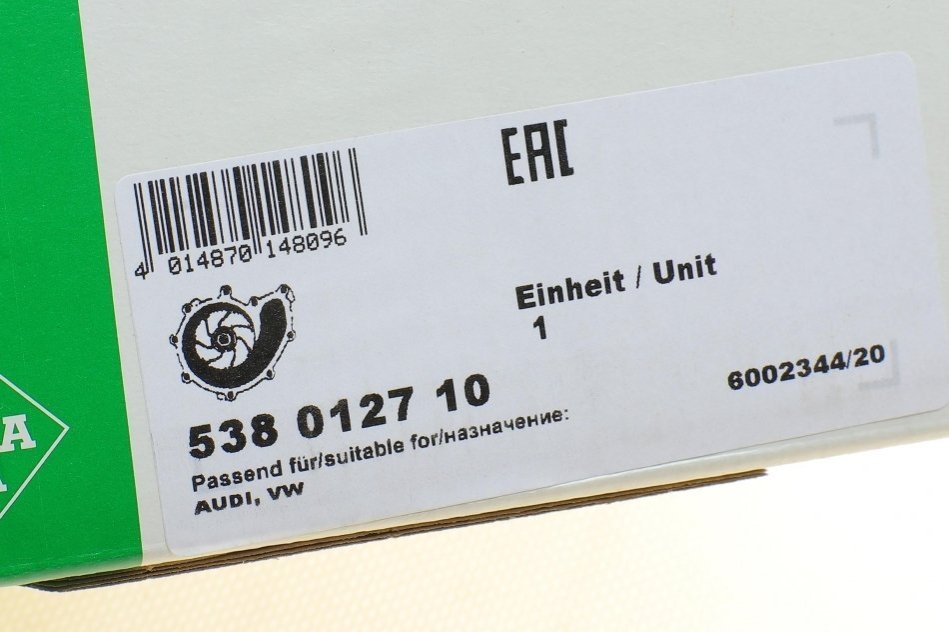 EAC
4 014870 148096
Einheit / Unit
1
538 0127 10
6002344/20
Passend für/suitable for/назначение:
AUDI, VW
A